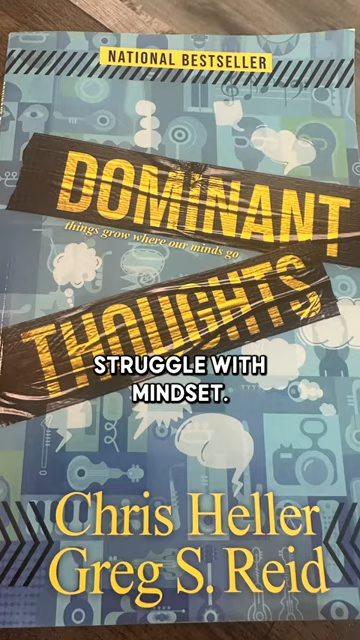 NATIONAL BESTSELLER
DOMINANT
things grow where our minds go
THOUGHTS
STRUGGLE WITH
MINDSET.
Chris Heller
Greg S. Reid